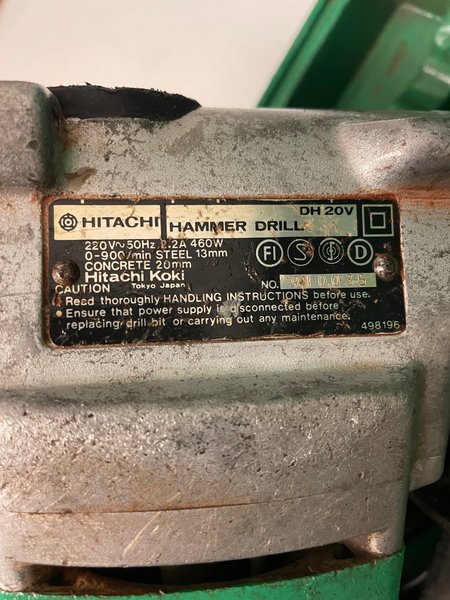 HITACHI HAMMER DRILL DH 20V
220V~50Hz 2.2A 460W
0-900/min STEEL 13mm
CONCRETE 20mm
Hitachi Koki
Tokyo Japan
FI S D
NO.
CAUTION
• Read thoroughly HANDLING INSTRUCTIONS before use.
• Ensure that power supply is disconnected before
replacing drill bit or carrying out any maintenance.
498196